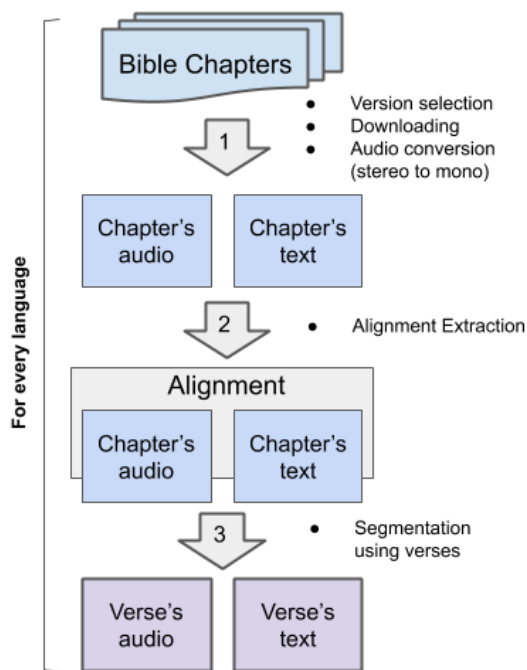 Bible Chapters
1
• Version selection
• Downloading
• Audio conversion
(stereo to mono)
Chapter's
audio
Chapter's
text
2
• Alignment Extraction
Alignment
Chapter's
audio
Chapter's
text
3
• Segmentation
using verses
Verse's
audio
Verse's
text
For every language